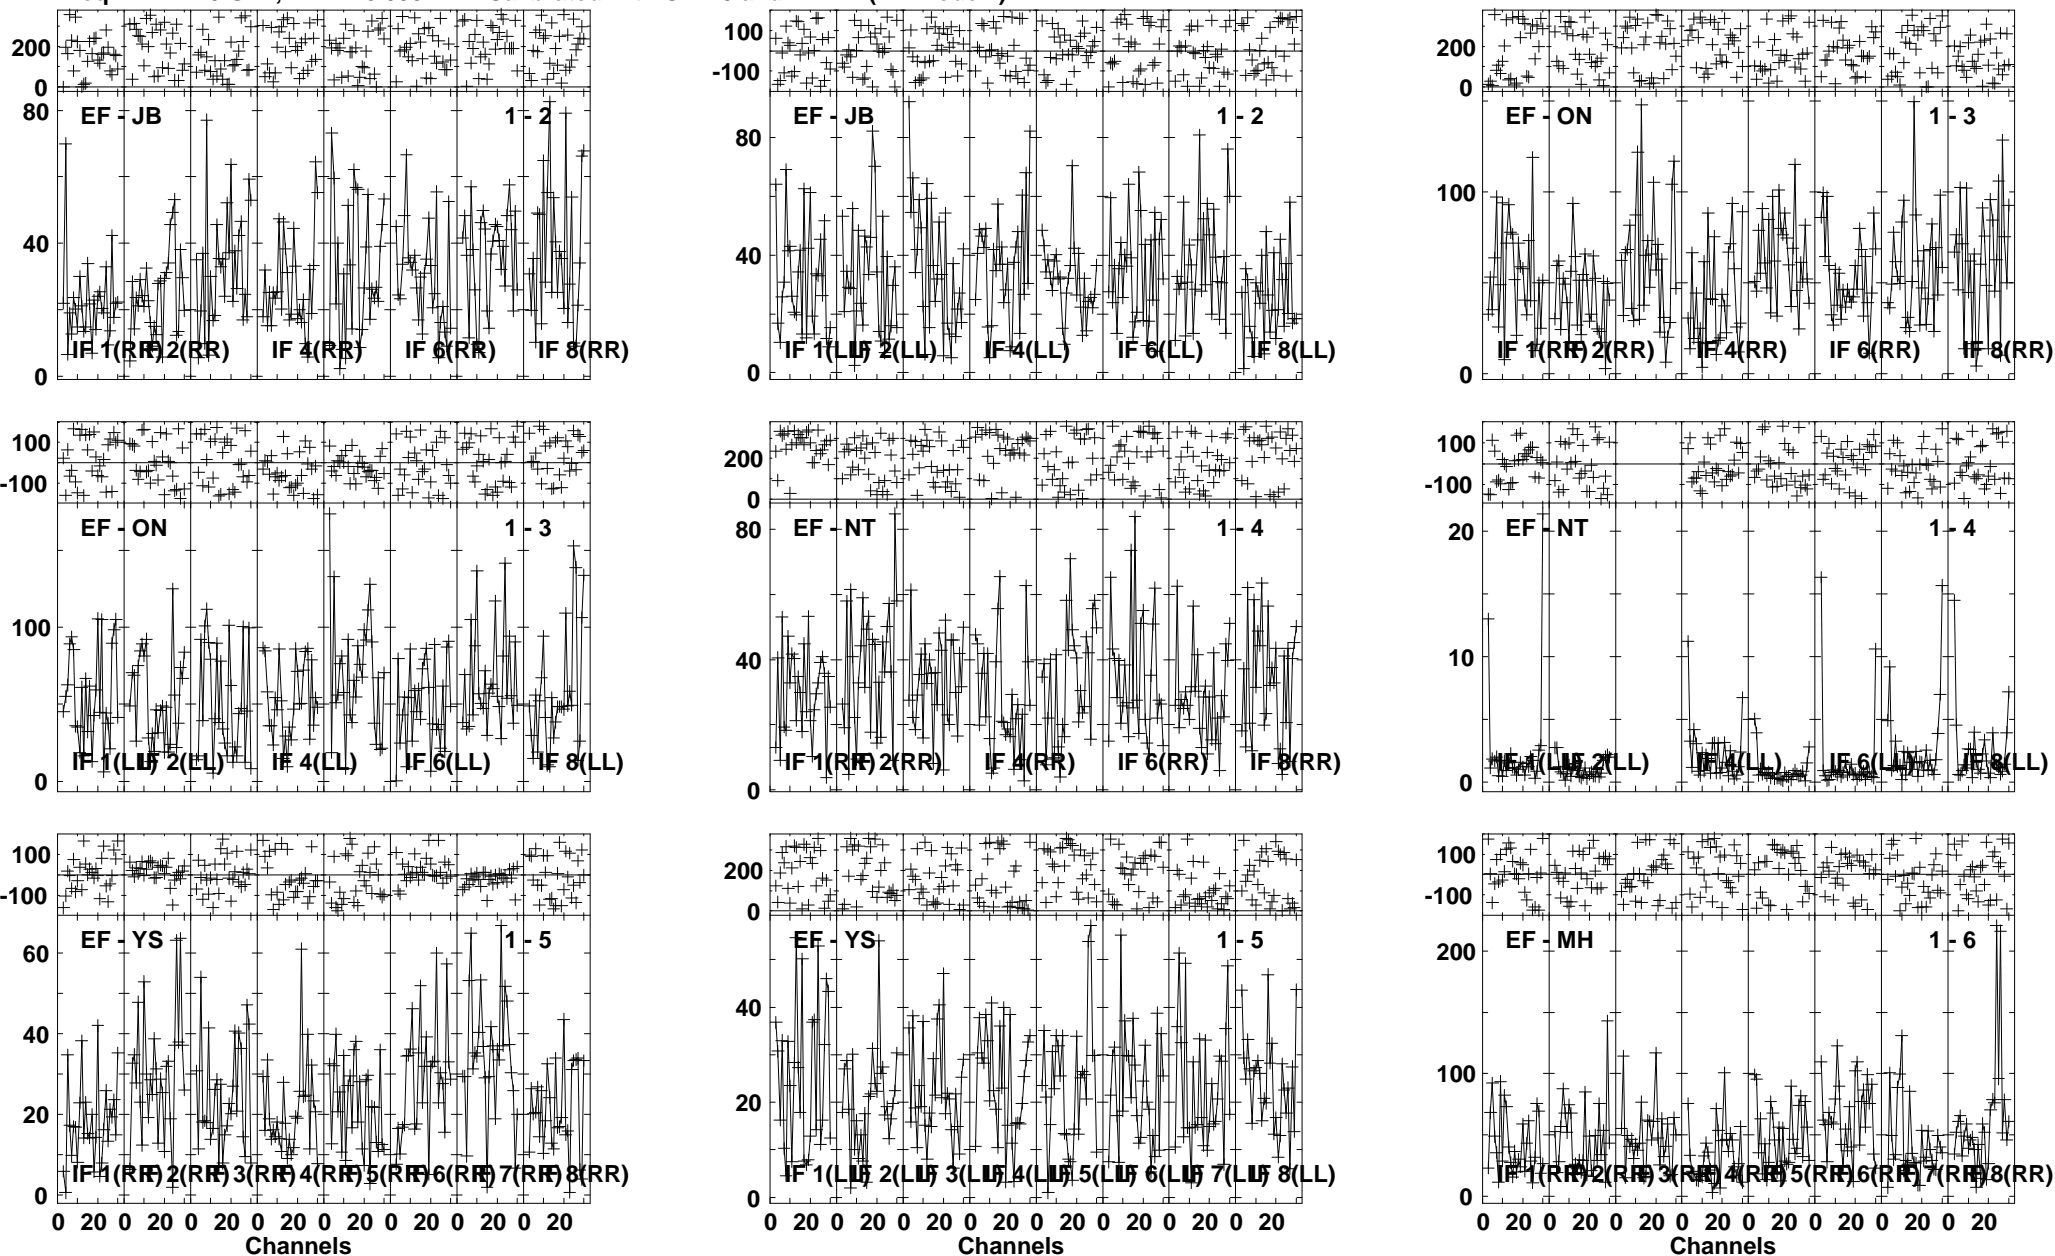 200
0
80
40
0
EF - JB
1 - 2
IF 1(RR)
IF 2(RR)
IF 4(RR)
IF 6(RR)
IF 8(RR)
100
-100
80
40
0
EF - JB
1 - 2
IF 1(LL)
IF 2(LL)
IF 4(LL)
IF 6(LL)
IF 8(LL)
200
0
100
0
EF - ON
1 - 3
IF 1(RR)
IF 2(RR)
IF 4(RR)
IF 6(RR)
IF 8(RR)
100
-100
100
0
EF - ON
1 - 3
IF 1(LL)
IF 2(LL)
IF 4(LL)
IF 6(LL)
IF 8(LL)
200
0
80
40
0
EF - NT
1 - 4
IF 1(RR)
IF 2(RR)
IF 4(RR)
IF 6(RR)
IF 8(RR)
100
-100
20
10
0
EF - NT
1 - 4
IF 1(LL)
IF 2(LL)
IF 4(LL)
IF 6(LL)
IF 8(LL)
100
-100
60
40
20
0
EF - YS
1 - 5
IF 1(RR)
IF 2(RR)
IF 3(RR)
IF 4(RR)
IF 5(RR)
IF 6(RR)
IF 7(RR)
IF 8(RR)
0 20 0 20 0 20 0 20 0 20 0 20 0 20 0 20
Channels
200
0
40
20
0
EF - YS
1 - 5
IF 1(LL)
IF 2(LL)
IF 3(LL)
IF 4(LL)
IF 5(LL)
IF 6(LL)
IF 7(LL)
IF 8(LL)
0 20 0 20 0 20 0 20 0 20 0 20 0 20 0 20
Channels
100
-100
200
100
0
EF - MH
1 - 6
IF 1(RR)
IF 2(RR)
IF 3(RR)
IF 4(RR)
IF 5(RR)
IF 6(RR)
IF 7(RR)
IF 8(RR)
0 20 0 20 0 20 0 20 0 20 0 20 0 20 0 20
Channels